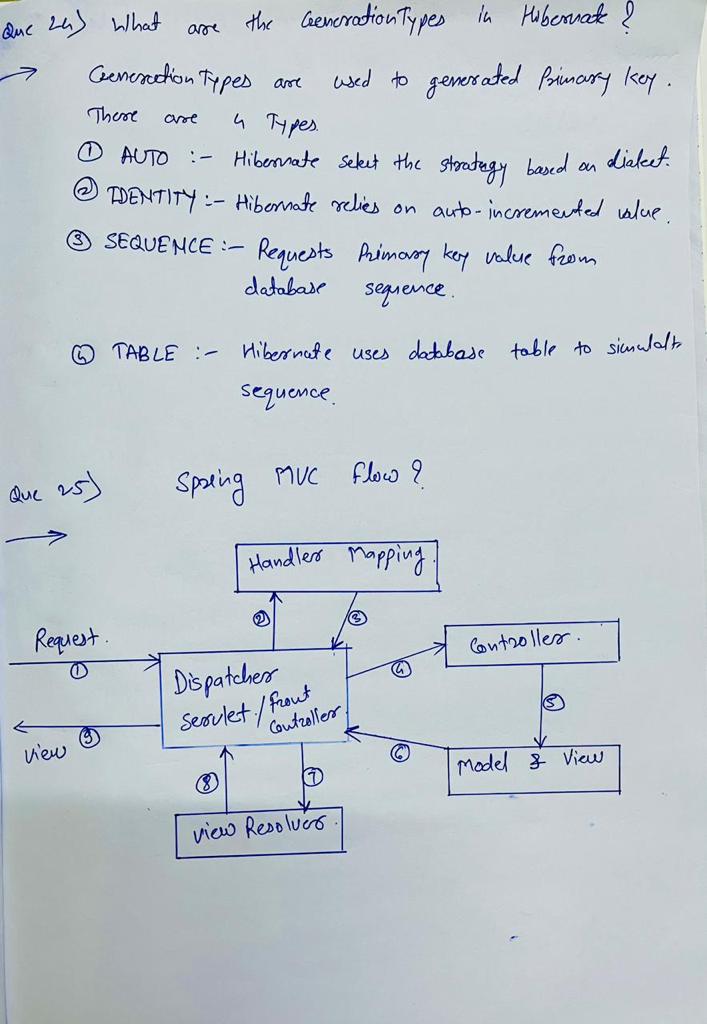 Que 24) What are the GenerationTypes in Hibernate ?
Generation Types are used to generated Primary key.
There are 4 Types.
① AUTO :- Hibernate Select the strategy based on dialect.
② IDENTITY :- Hibernate relies on auto-incremented value.
③ SEQUENCE :- Requests Primary key value from
database sequence.
④ TABLE :- Hibernate uses database table to simulate
sequence.
Que 25) Spring MVC flow ?
Handler Mapping.
② ③
Request.
①
Controller.
④
Dispatcher
Servlet / Front
Controller
⑤
View ⑨
⑥
Model & View
⑧ ⑦
View Resolver.